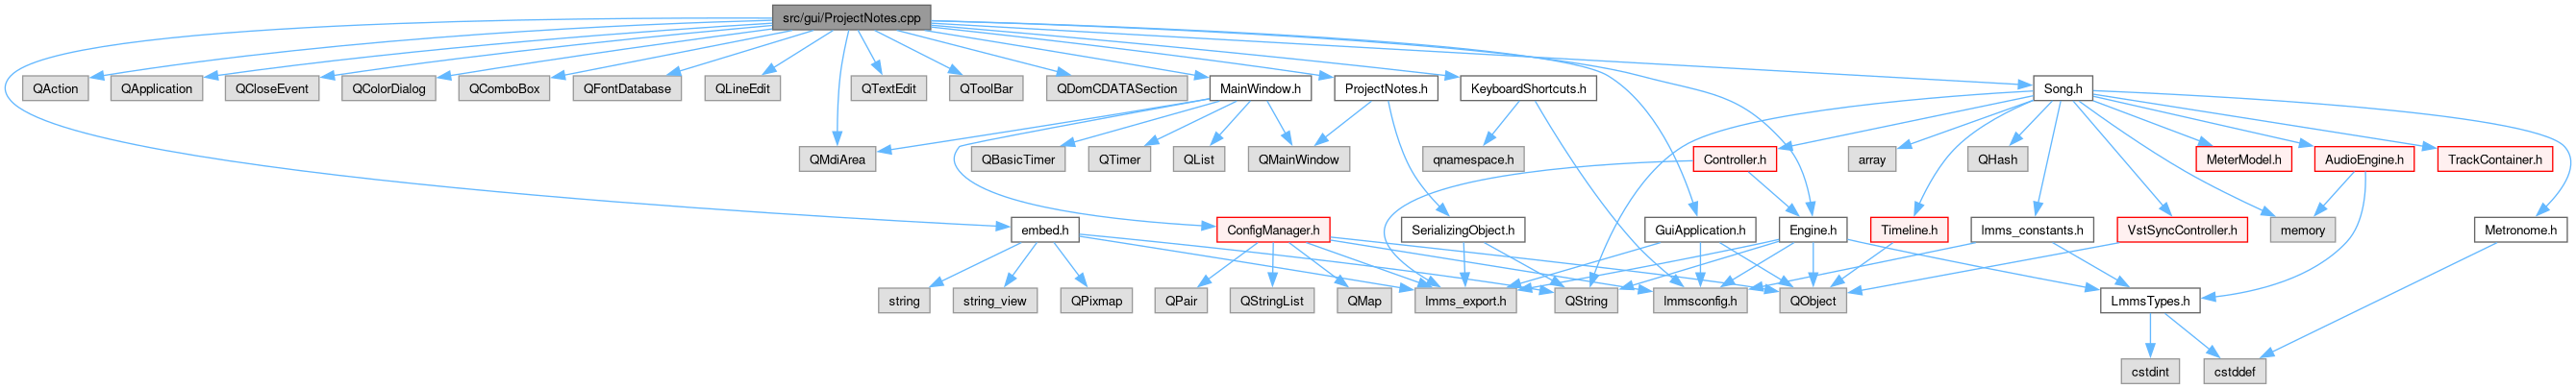 src/gui/ProjectNotes.cpp
QAction
QApplication
QCloseEvent
QColorDialog
QComboBox
QFontDatabase
QLineEdit
QTextEdit
QToolBar
QDomCDATASection
MainWindow.h
ProjectNotes.h
KeyboardShortcuts.h
Song.h
QMdiArea
QBasicTimer
QTimer
QList
QMainWindow
qnamespace.h
Controller.h
array
QHash
MeterModel.h
AudioEngine.h
TrackContainer.h
embed.h
ConfigManager.h
SerializingObject.h
GuiApplication.h
Engine.h
Timeline.h
lmms_constants.h
VstSyncController.h
memory
Metronome.h
string
string_view
QPixmap
QPair
QStringList
QMap
lmms_export.h
QString
lmmsconfig.h
QObject
LmmsTypes.h
cstdint
cstddef